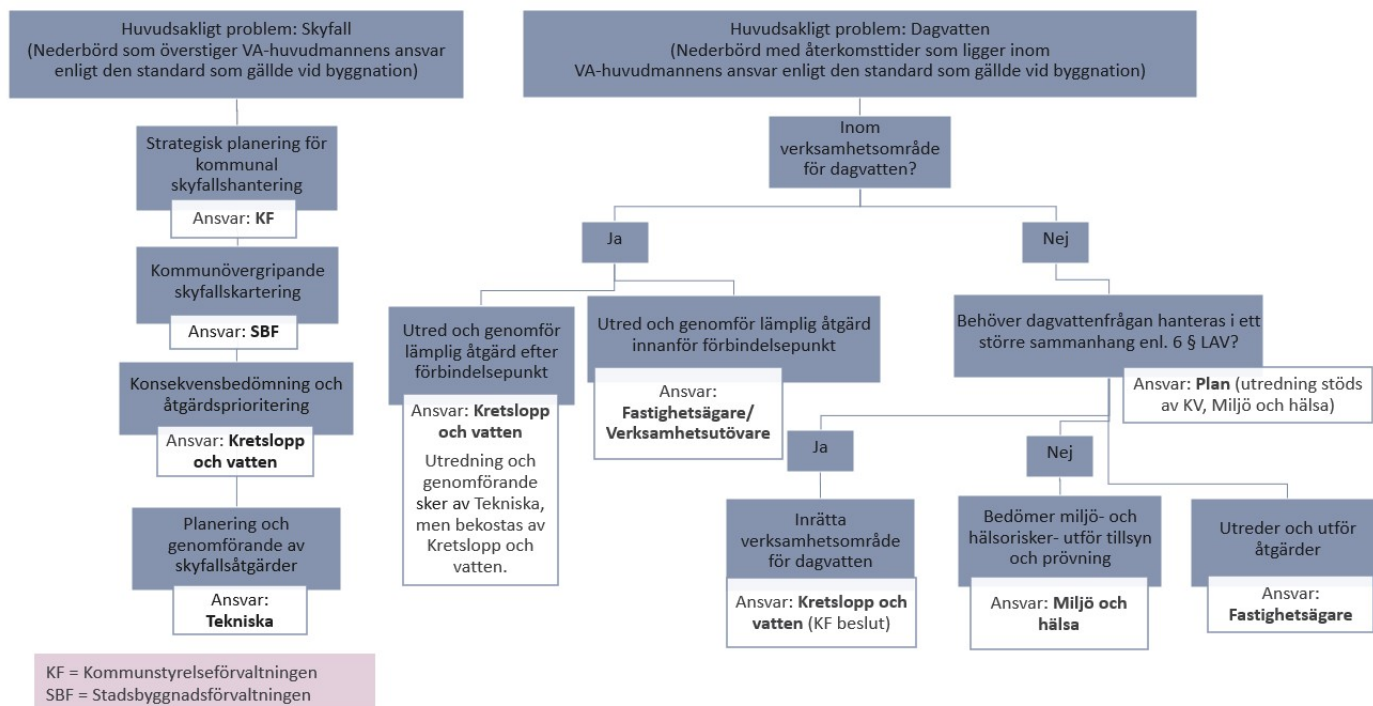 Huvudsakligt problem: Skyfall
(Nederbörd som överstiger VA-huvudmannens ansvar
enligt den standard som gällde vid byggnation)
Strategisk planering för
kommunal
skyfallshantering
Ansvar: KF
Kommunövergripande
skyfallskartering
Ansvar: SBF
Konsekvensbedömning och
åtgärdsprioritering
Ansvar: Kretslopp
och vatten
Planering och
genomförande av
skyfallsåtgärder
Ansvar:
Tekniska
KF = Kommunstyrelseförvaltningen
SBF = Stadsbyggnadsförvaltningen
Huvudsakligt problem: Dagvatten
(Nederbörd med återkomsttider som ligger inom
VA-huvudmannens ansvar enligt den standard som gällde vid byggnation)
Inom
verksamhetsområde
för dagvatten?
Ja
Nej
Utred och genomför
lämplig åtgärd efter
förbindelsepunkt
Ansvar: Kretslopp
och vatten
Utredning och
genomförande
sker av Tekniska,
men bekostas av
Kretslopp och
vatten.
Utred och genomför lämplig åtgärd
innanför förbindelsepunkt
Ansvar:
Fastighetsägare/
Verksamhetsutövare
Behöver dagvattenfrågan hanteras i ett
större sammanhang enl. 6 § LAV?
Ansvar: Plan (utredning stöds
av KV, Miljö och hälsa)
Ja
Nej
Inrätta
verksamhetsområde
för dagvatten
Ansvar: Kretslopp och
vatten (KF beslut)
Bedömer miljö- och
hälsorisker- utför tillsyn
och prövning
Ansvar: Miljö och
hälsa
Utreder och utför
åtgärder
Ansvar:
Fastighetsägare